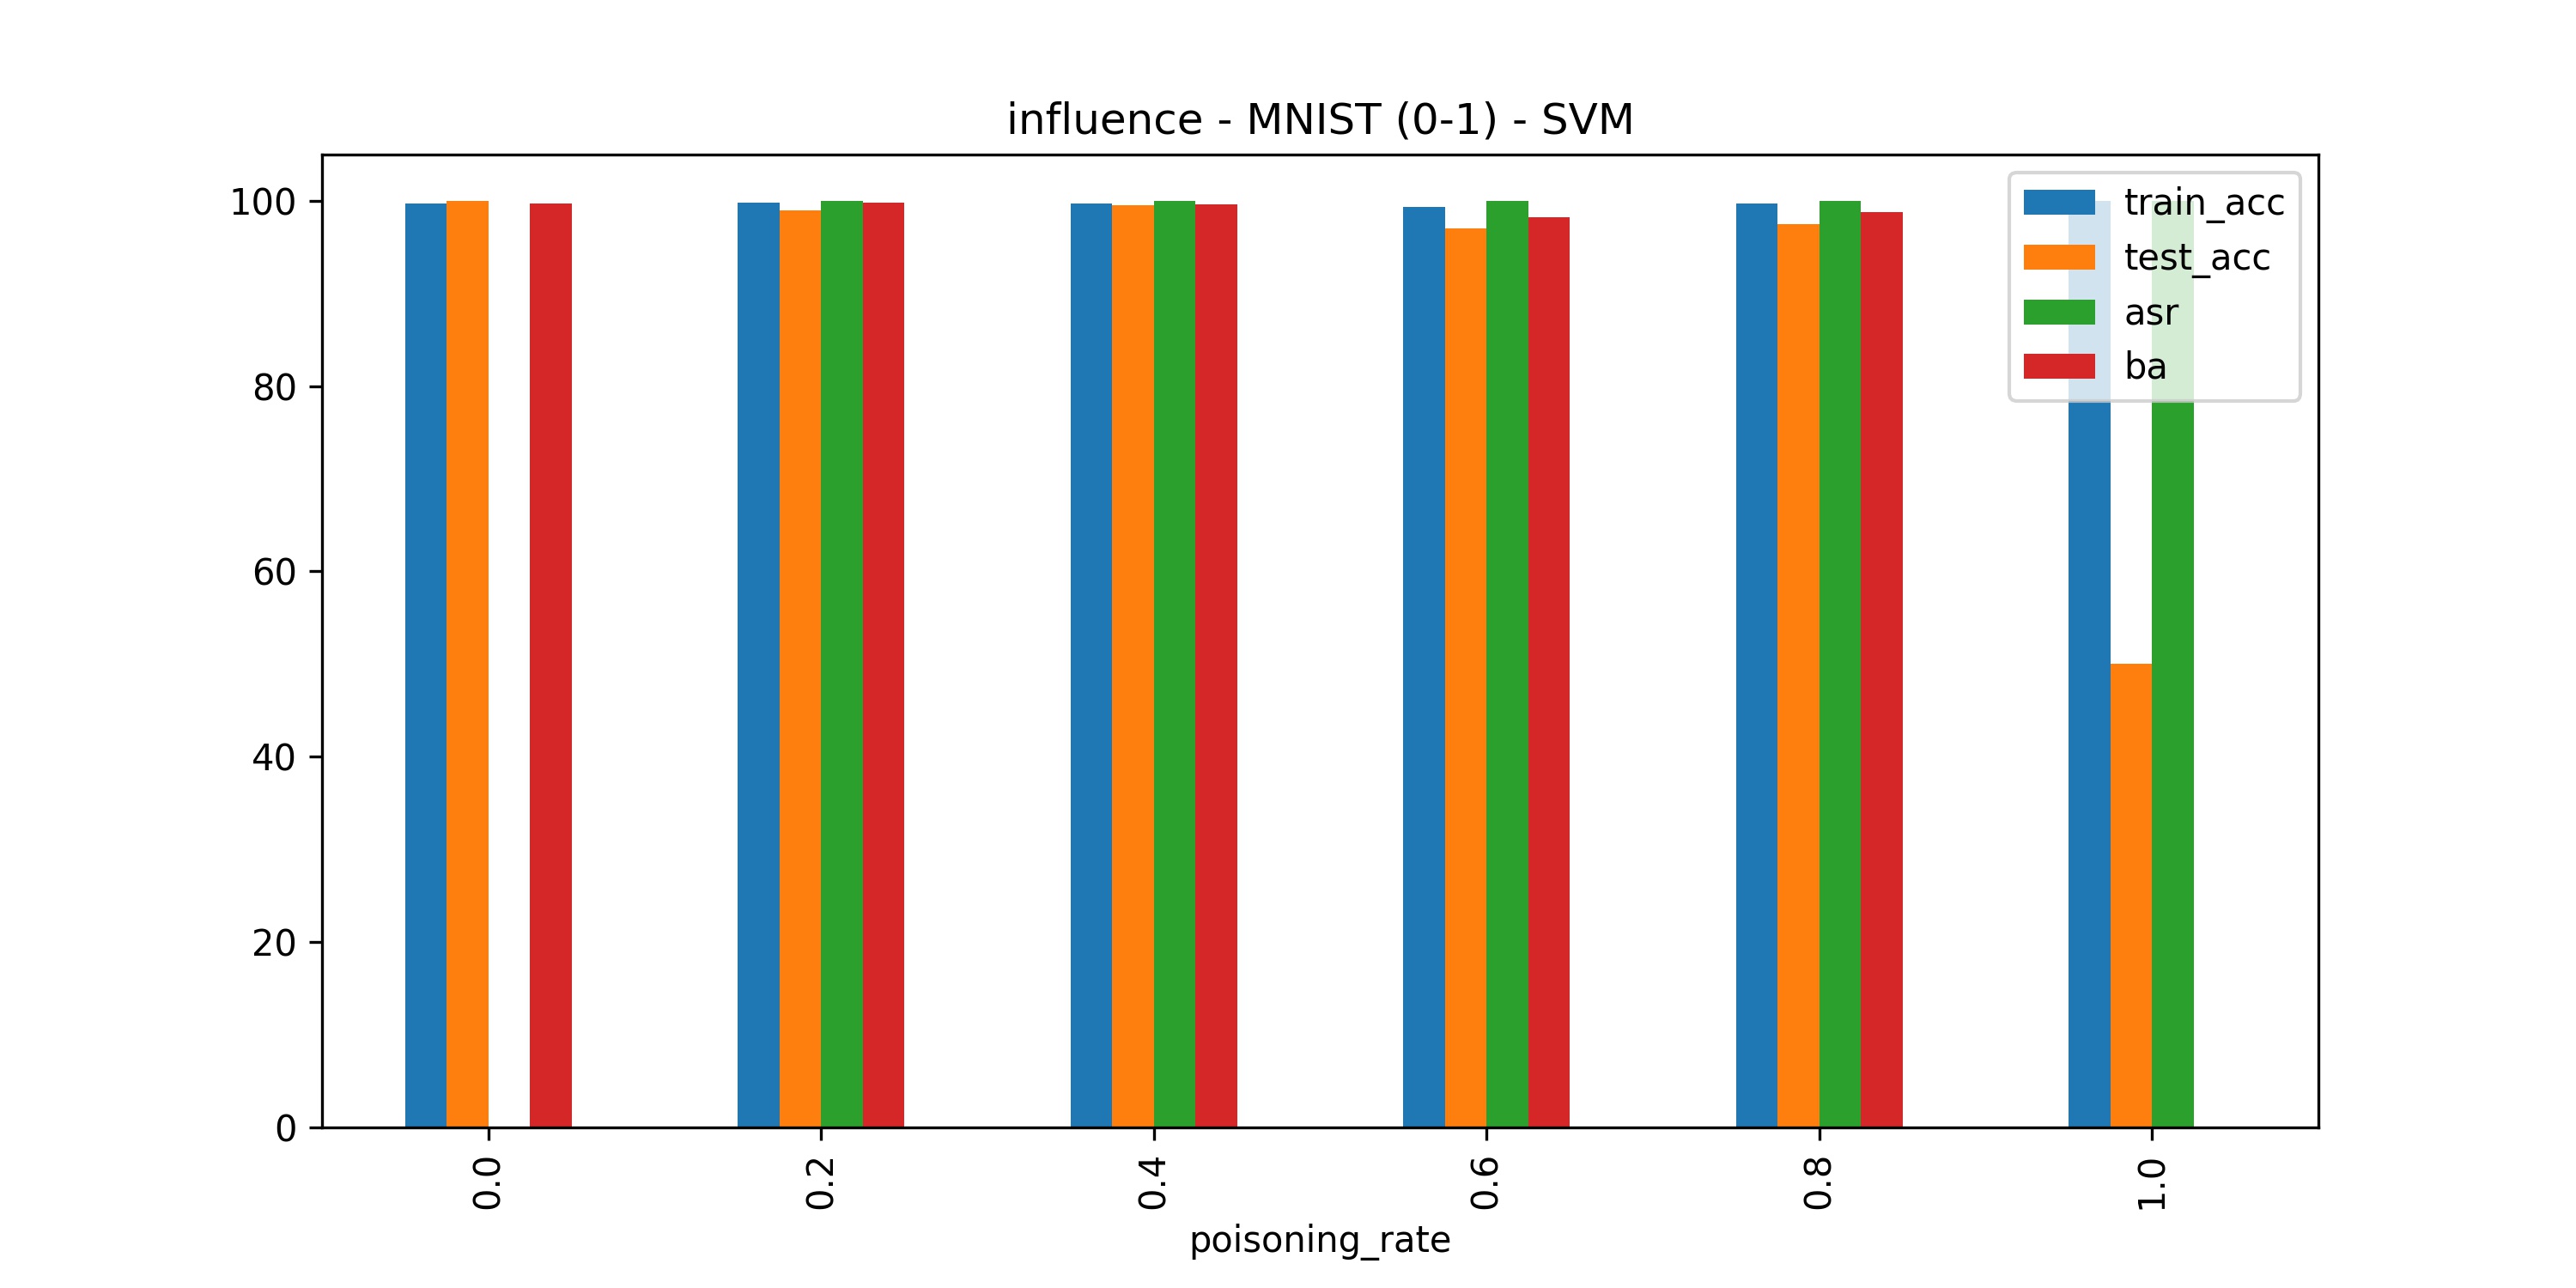 influence - MNIST (0-1) - SVM
100
80
60
40
20
0
train_acc
test_acc
asr
ba
0.0
0.2
0.4
0.6
0.8
1.0
poisoning_rate